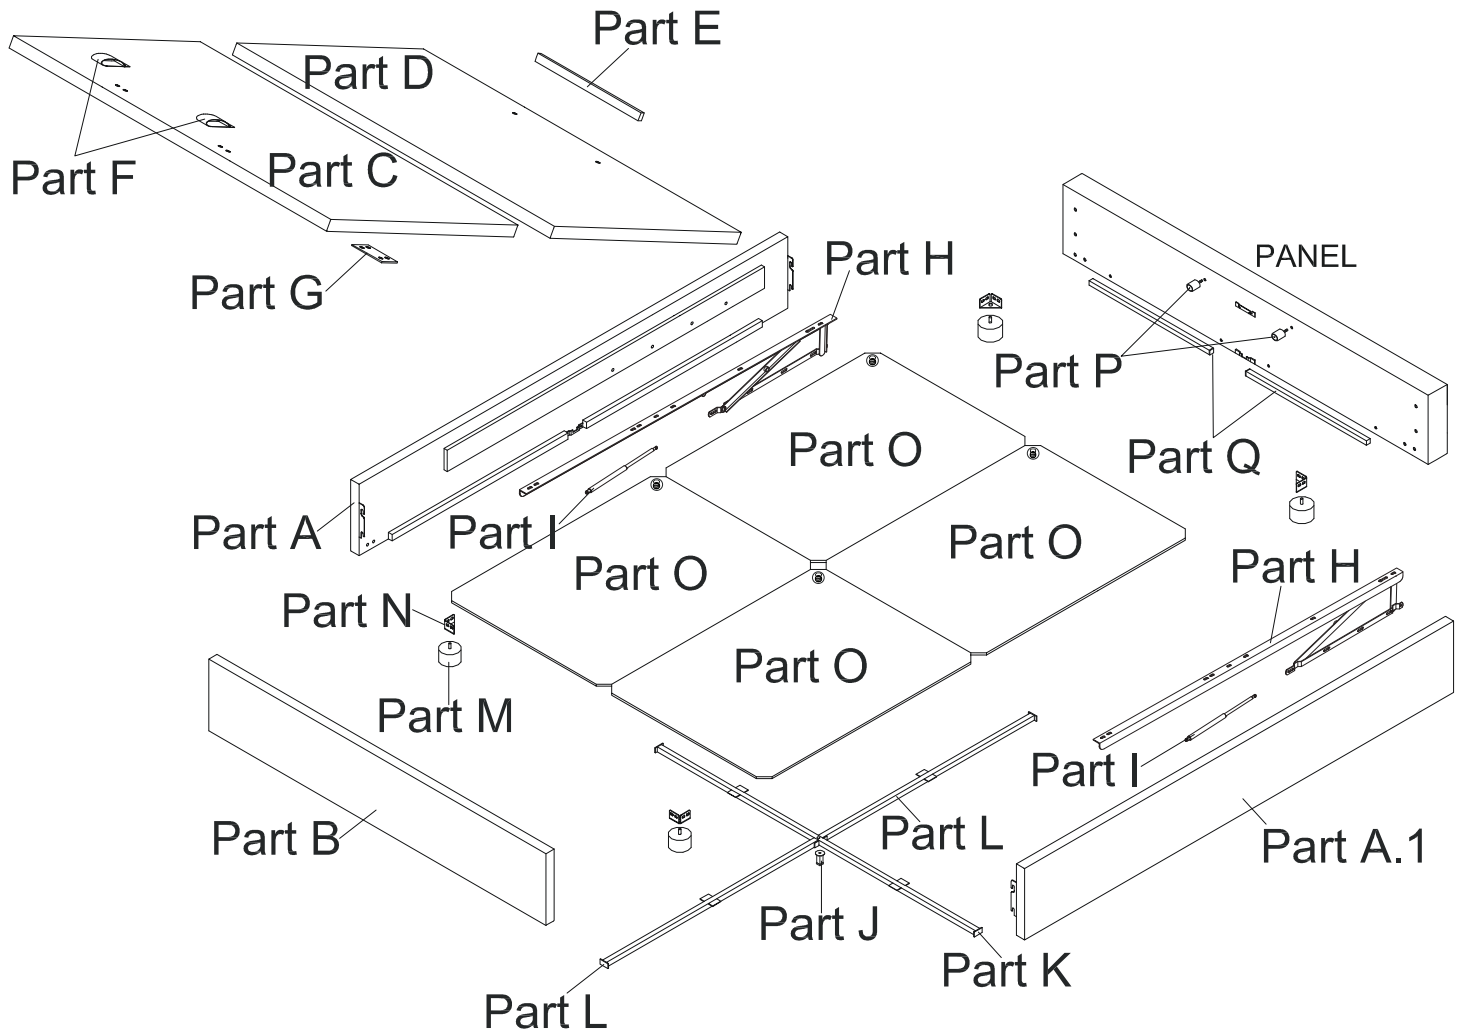 Part E
Part D
Part C
Part F
Part H
PANEL
Part G
Part P
Part O
Part Q
Part A
Part I
Part O
Part O
Part H
Part N
Part O
Part M
Part I
Part B
Part L
Part A.1
Part J
Part K
Part L